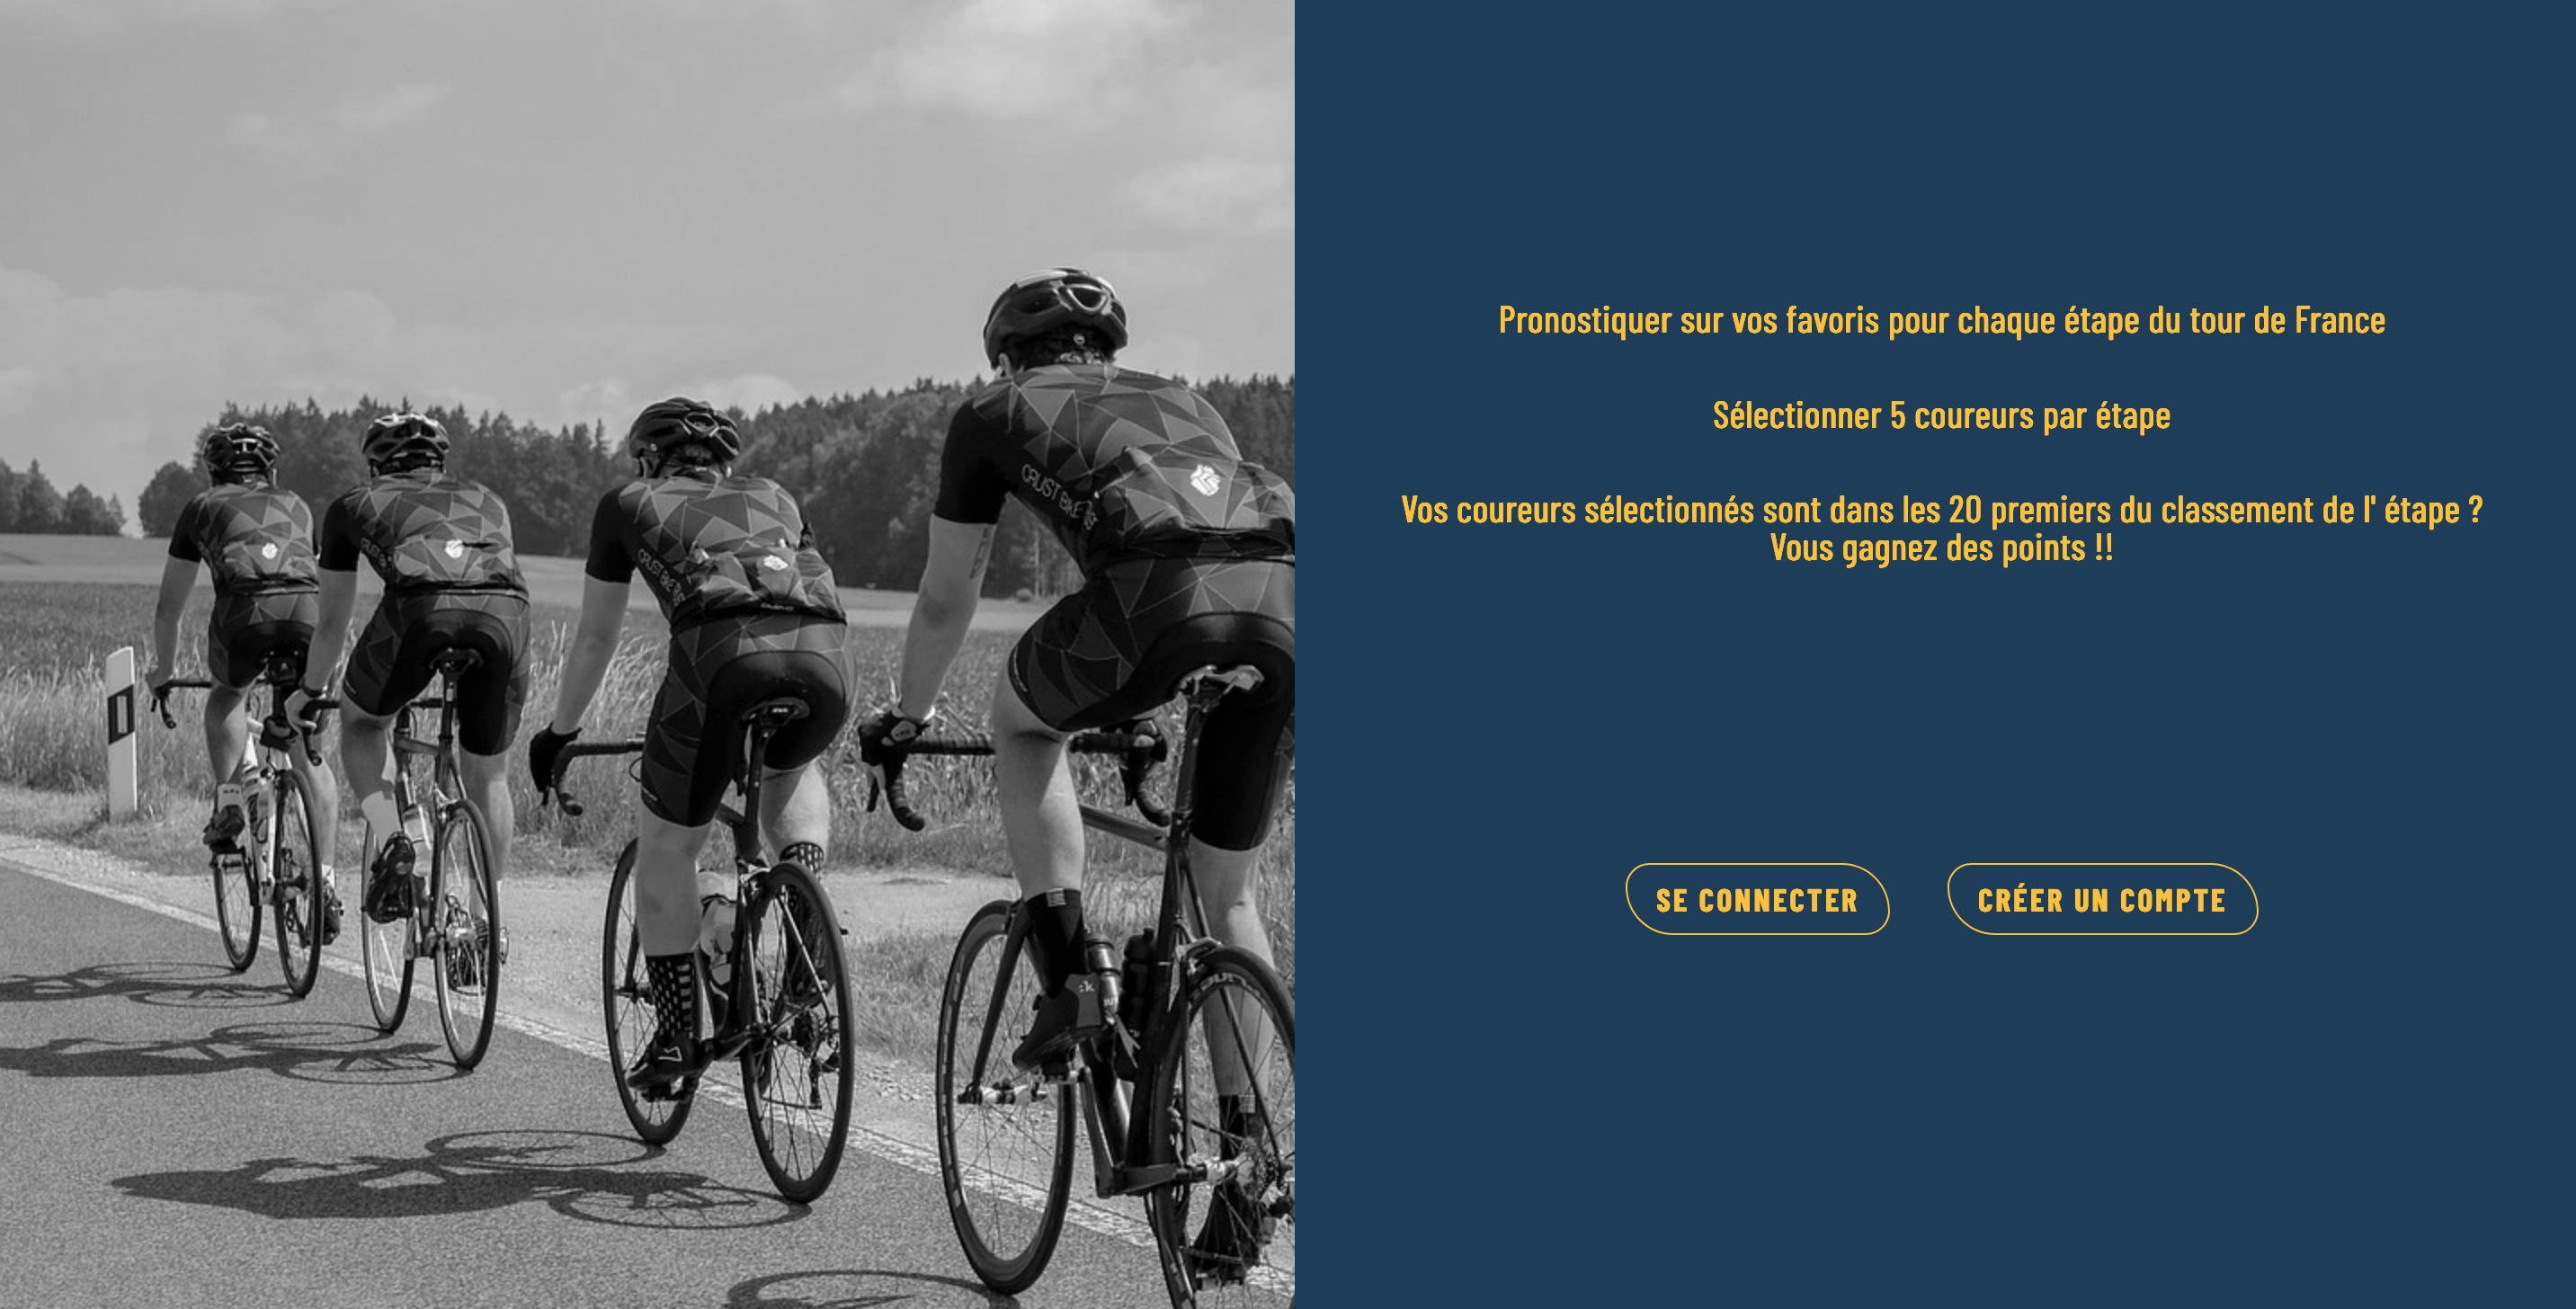 Pronostiquer sur vos favoris pour chaque étape du tour de France
Sélectionner 5 coureurs par étape
Vos coureurs sélectionnés sont dans les 20 premiers du classement de l' étape ?
Vous gagnez des points !!
SE CONNECTER
CRÉER UN COMPTE